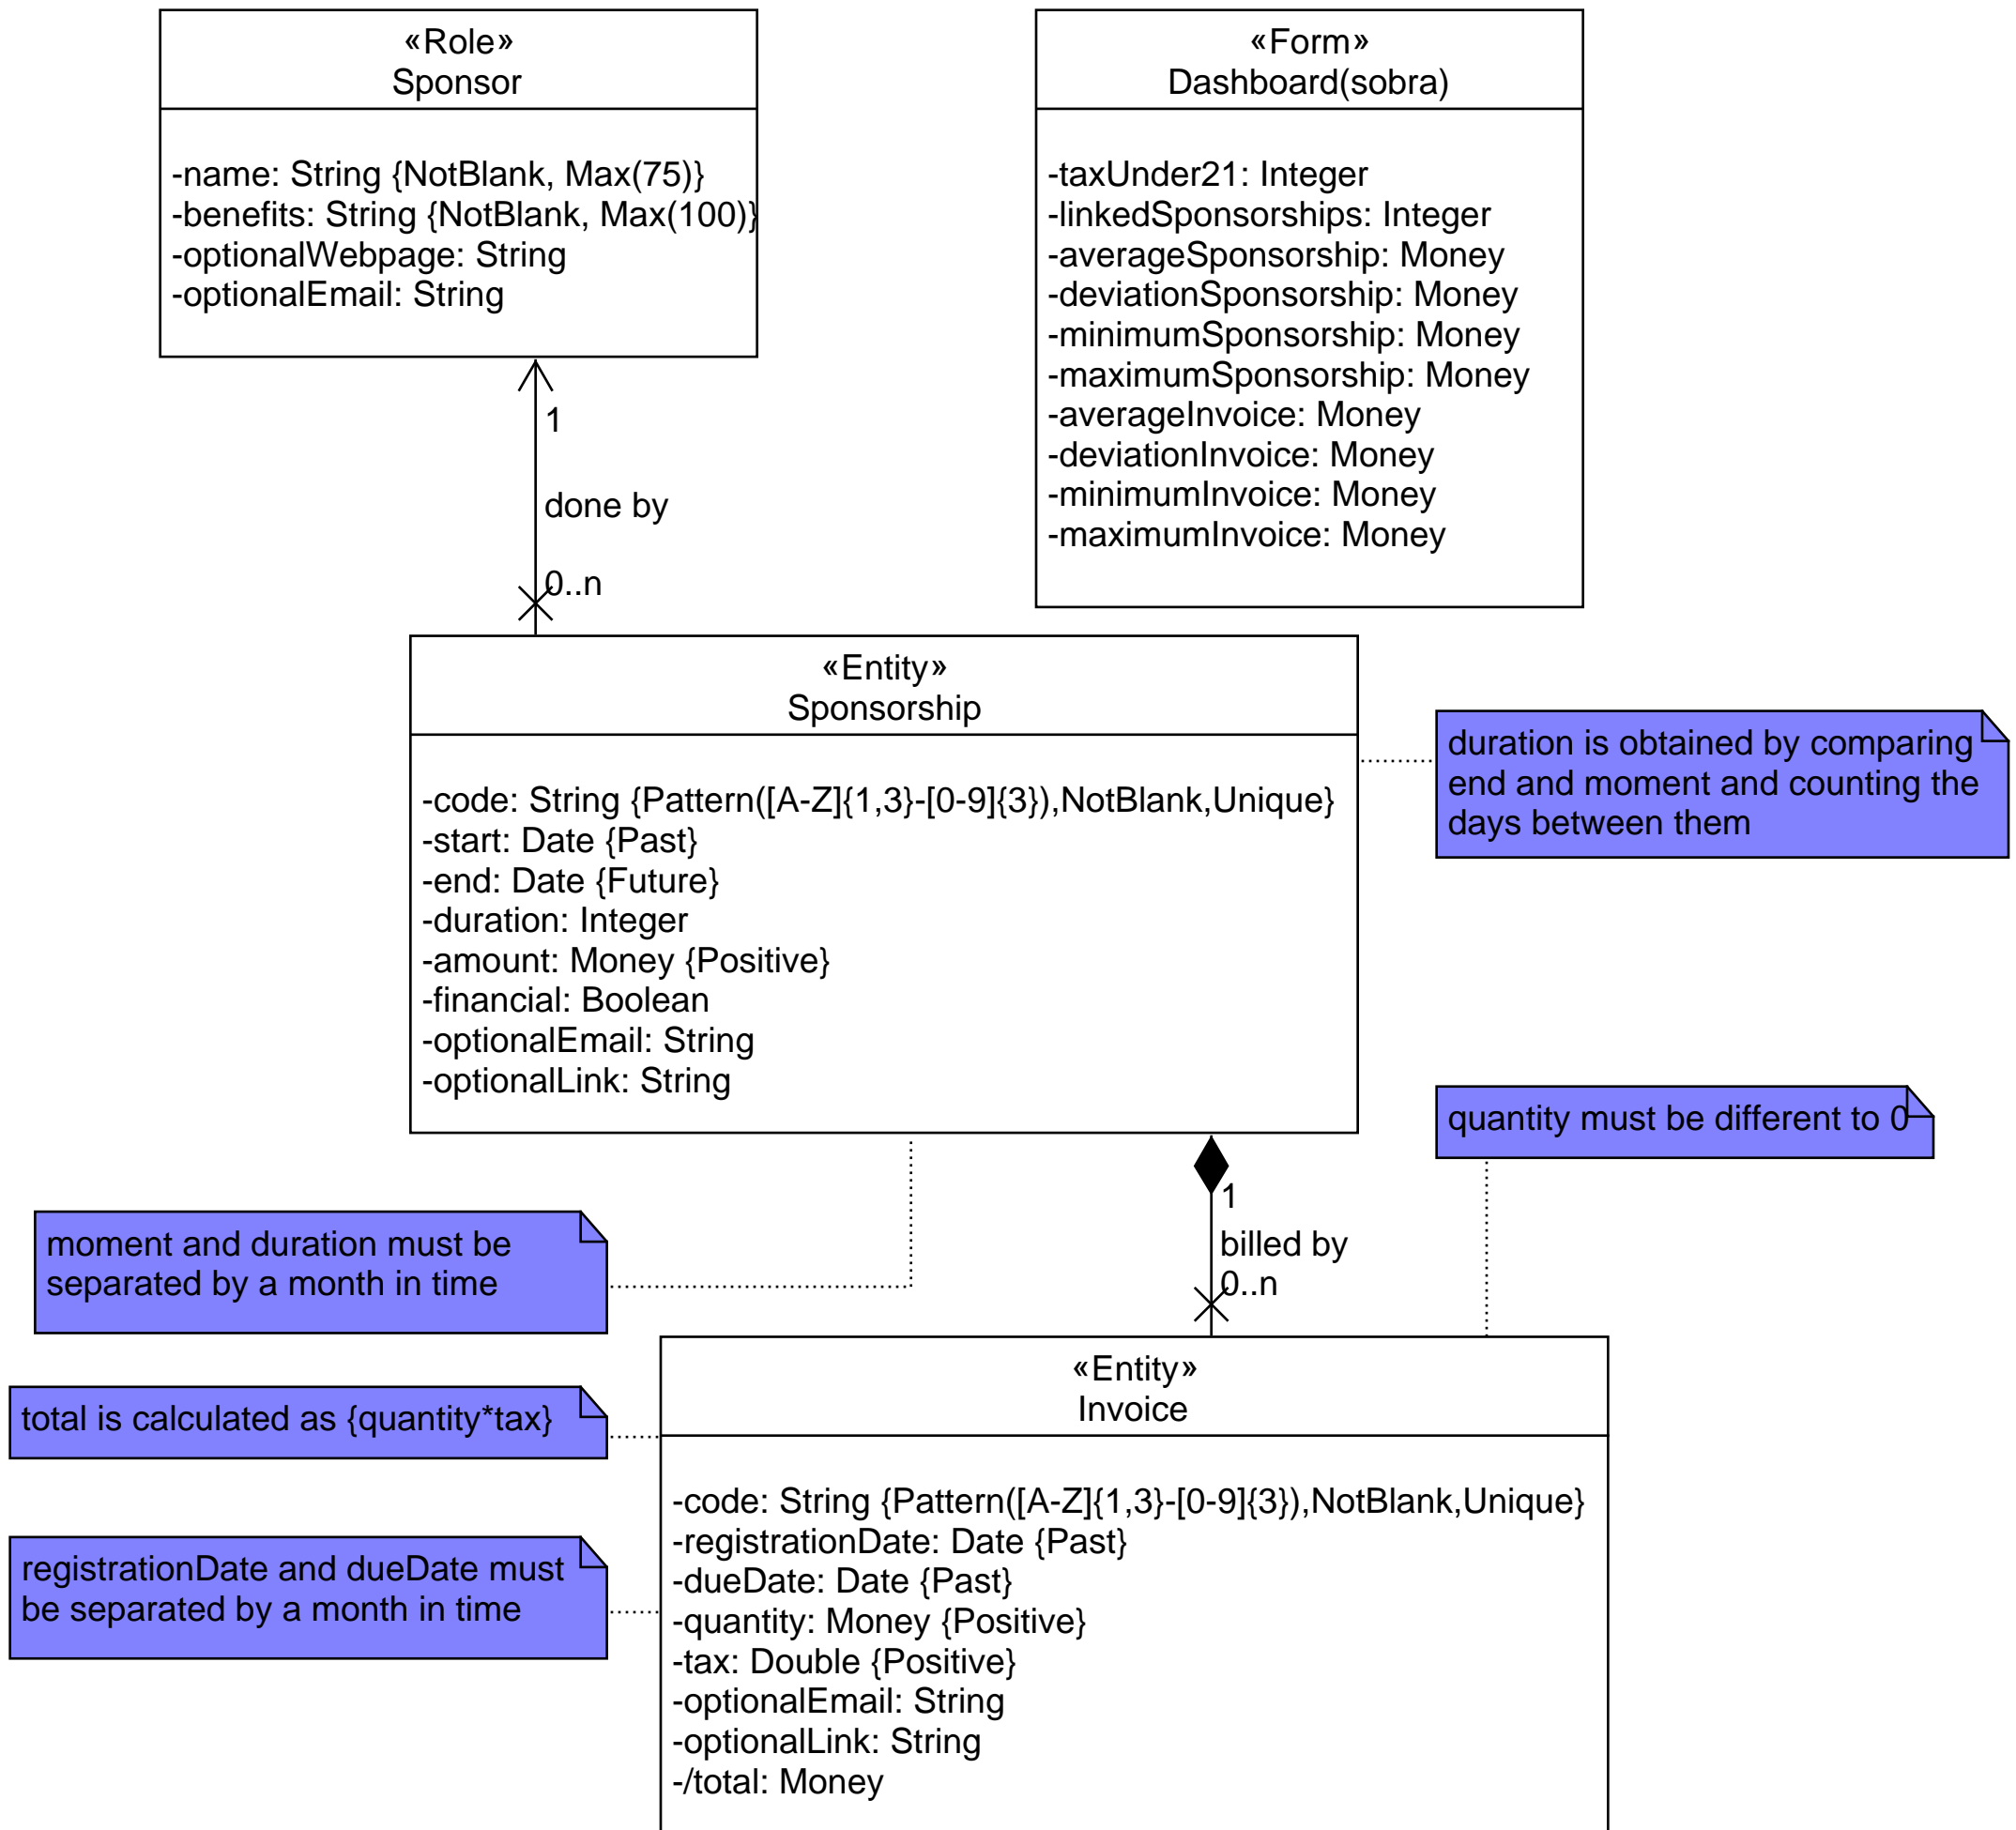 «Role»
Sponsor
-name: String {NotBlank, Max(75)}
-benefits: String {NotBlank, Max(100)}
-optionalWebpage: String
-optionalEmail: String
«Form»
Dashboard(sobra)
-taxUnder21: Integer
-linkedSponsorships: Integer
-averageSponsorship: Money
-deviationSponsorship: Money
-minimumSponsorship: Money
-maximumSponsorship: Money
-averageInvoice: Money
-deviationInvoice: Money
-minimumInvoice: Money
-maximumInvoice: Money
1
done by
0..n
«Entity»
Sponsorship
-code: String {Pattern([A-Z]{1,3}-[0-9]{3}),NotBlank,Unique}
-start: Date {Past}
-end: Date {Future}
-duration: Integer
-amount: Money {Positive}
-financial: Boolean
-optionalEmail: String
-optionalLink: String
duration is obtained by comparing
end and moment and counting the
days between them
quantity must be different to 0
1
billed by
0..n
moment and duration must be
separated by a month in time
total is calculated as {quantity*tax}
registrationDate and dueDate must
be separated by a month in time
«Entity»
Invoice
-code: String {Pattern([A-Z]{1,3}-[0-9]{3}),NotBlank,Unique}
-registrationDate: Date {Past}
-dueDate: Date {Past}
-quantity: Money {Positive}
-tax: Double {Positive}
-optionalEmail: String
-optionalLink: String
-/total: Money